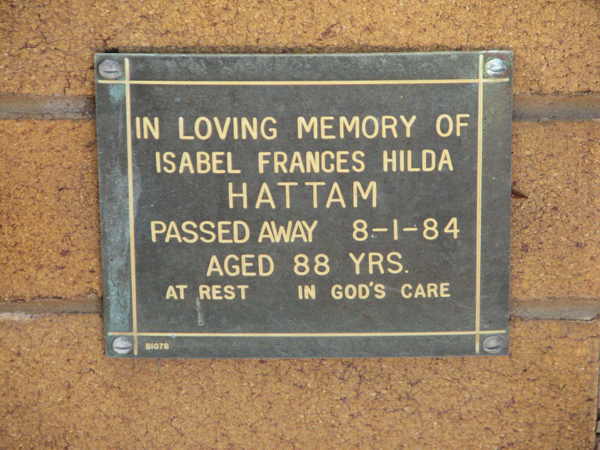 IN LOVING MEMORY OF
ISABEL FRANCES HILDA
HATTAM
PASSED AWAY 8-1-84
AGED 88 YRS.
AT REST IN GOD'S CARE
81078